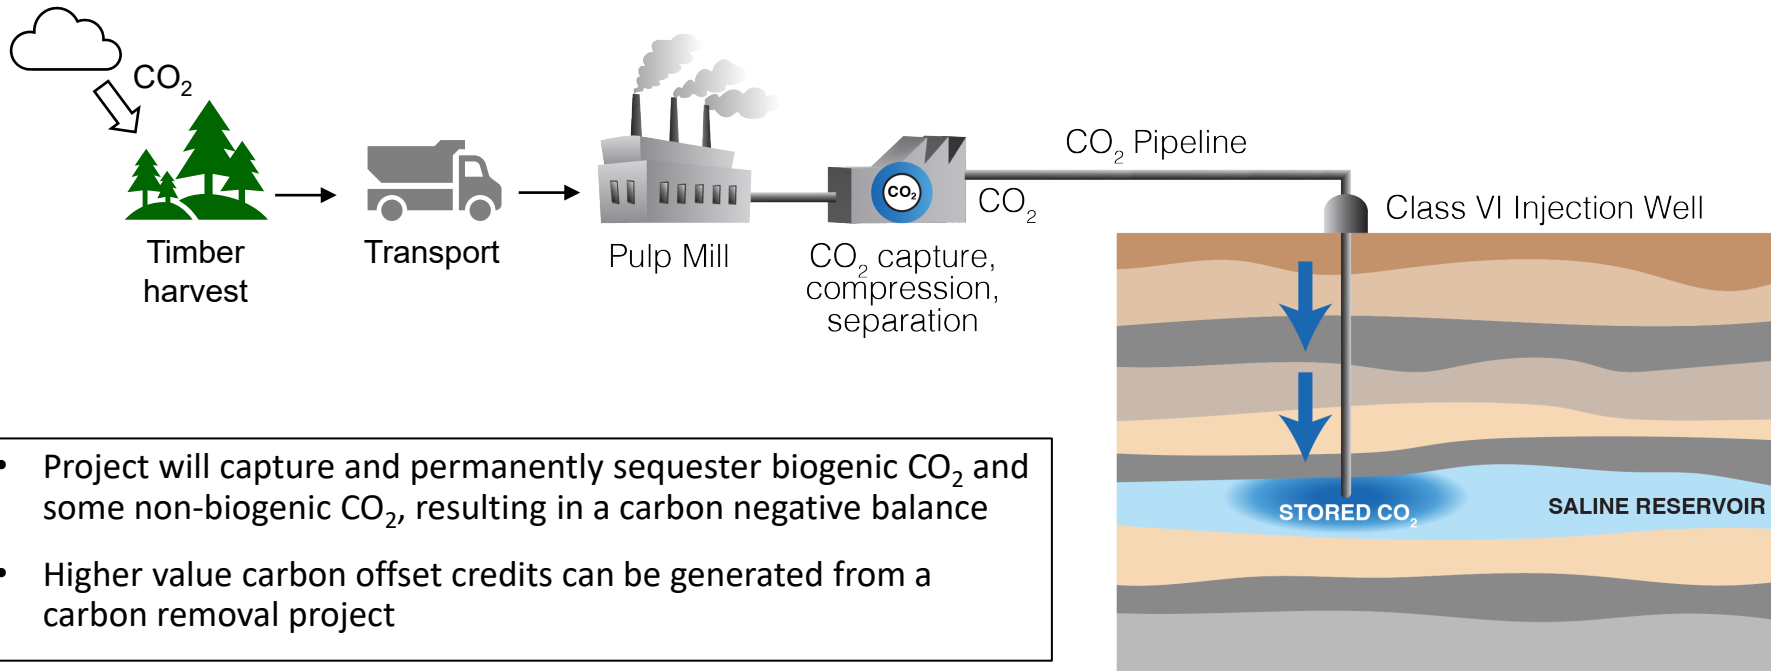 CO₂
Timber
harvest
Transport
Pulp Mill
CO₂
CO₂ capture,
compression,
separation
CO₂ Pipeline
CO₂
Class VI Injection Well
STORED CO₂
SALINE RESERVOIR
• Project will capture and permanently sequester biogenic CO₂ and
some non-biogenic CO₂, resulting in a carbon negative balance
• Higher value carbon offset credits can be generated from a
carbon removal project